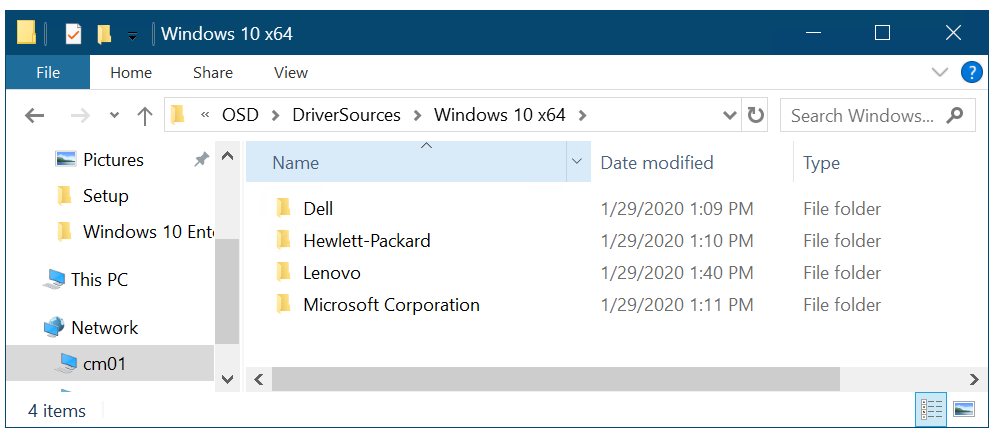 Windows 10 x64
File Home Share View ?
« OSD > DriverSources > Windows 10 x64 > Search Windows...
Pictures
Setup
Windows 10 Ent
This PC
Network
cm01
Name Date modified Type
Dell 1/29/2020 1:09 PM File folder
Hewlett-Packard 1/29/2020 1:10 PM File folder
Lenovo 1/29/2020 1:40 PM File folder
Microsoft Corporation 1/29/2020 1:11 PM File folder
4 items